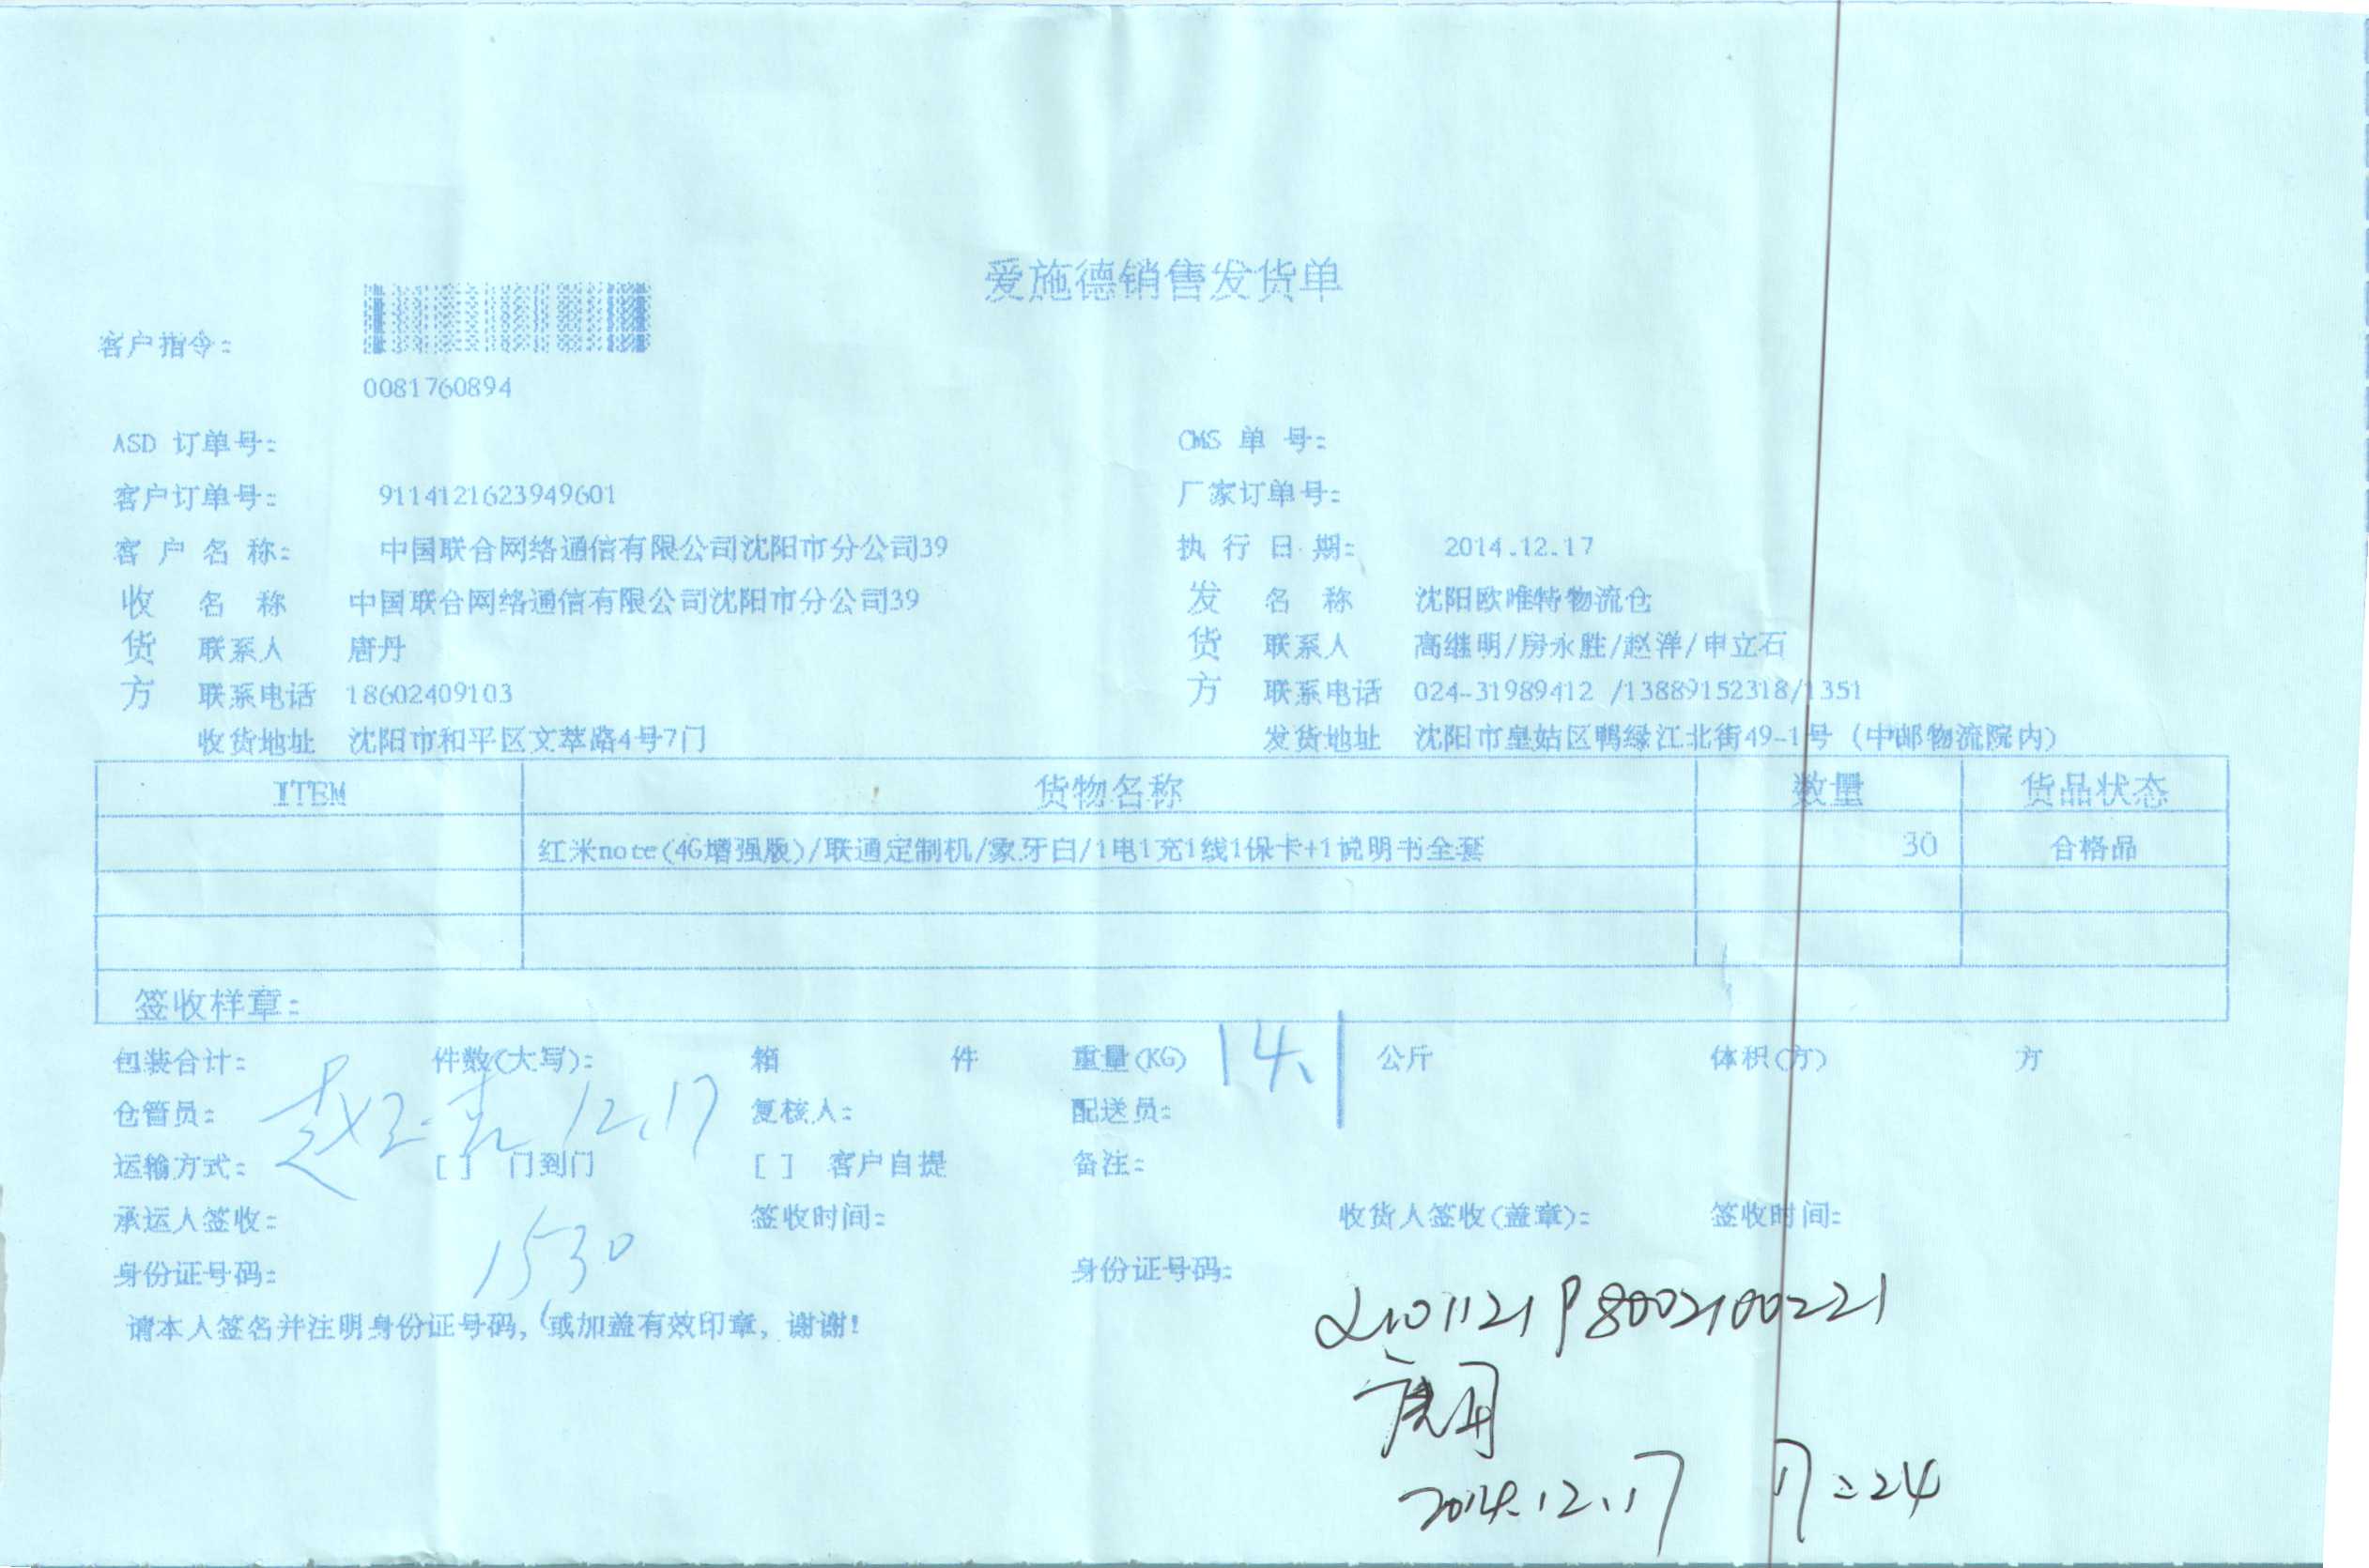 爱施德销售发货单
客户指令:
0081760894
ASD 订单号: CMS 单 号:
客户订单号: 9114121623949601 厂家订单号:
客 户 名 称: 中国联合网络通信有限公司沈阳市分公司39 执 行 日 期: 2014.12.17
收 名 称 中国联合网络通信有限公司沈阳市分公司39 发 名 称 沈阳欧唯特物流仓
货 联系人 唐丹 货 联系人 高继明/房永胜/赵洋/申立石
方 联系电话 18602409103 方 联系电话 024-31989412 /13889152318/1351
收货地址 沈阳市和平区文萃路4号7门 发货地址 沈阳市皇姑区鸭绿江北街49-1号 (中邮物流院内)
ITEM 货物名称 数量 货品状态
红米note(4G增强版)/联通定制机/象牙白/1电1充1线1保卡+1说明书全套 30 合格品
签收样章:
包装合计: 件数(大写): 箱 件 重量(KG) 14.1 公斤 体积(方) 方
仓管员: 12.17 复核人: 配送员:
运输方式: [ ] 门到门 [ ] 客户自提 备注:
承运人签收: 签收时间: 收货人签收(盖章): 签收时间:
1530
身份证号码: 身份证号码:
请本人签名并注明身份证号码, (或加盖有效印章, 谢谢!
唐丹
2014.12.17 17:24